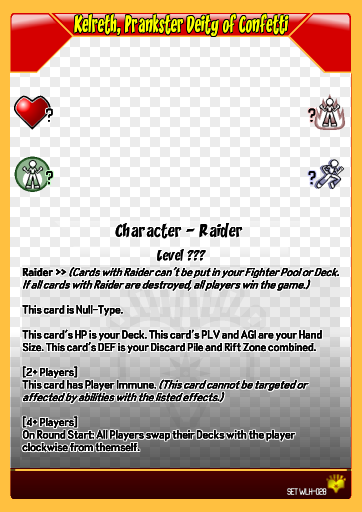 Kelreth, Prankster Deity of Confetti
?
?
?
?
Character - Raider
Level ???
Raider >> (Cards with Raider can't be put in your Fighter Pool or Deck.
If all cards with Raider are destroyed, all players win the game.)
This card is Null-Type.
This card's HP is your Deck. This card's PLV and AGI are your Hand
Size. This card's DEF is your Discard Pile and Rift Zone combined.
[2+ Players]
This card has Player Immune. (This card cannot be targeted or
affected by abilities with the listed effects.)
[4+ Players]
On Round Start: All Players swap their Decks with the player
clockwise from themself.
SET WLH-028